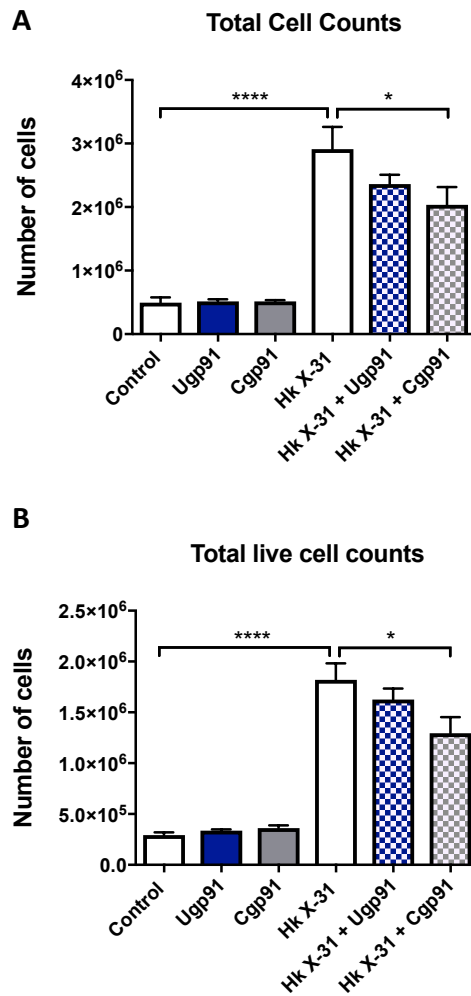 A
Total Cell Counts
Number of cells
4×10⁶
3×10⁶
2×10⁶
1×10⁶
0
****
*
Control
Ugp91
Cgp91
Hk X-31
Hk X-31 + Ugp91
Hk X-31 + Cgp91
B
Total live cell counts
Number of cells
2.5×10⁶
2.0×10⁶
1.5×10⁶
1.0×10⁶
5.0×10⁵
0.0
****
*
Control
Ugp91
Cgp91
Hk X-31
Hk X-31 + Ugp91
Hk X-31 + Cgp91